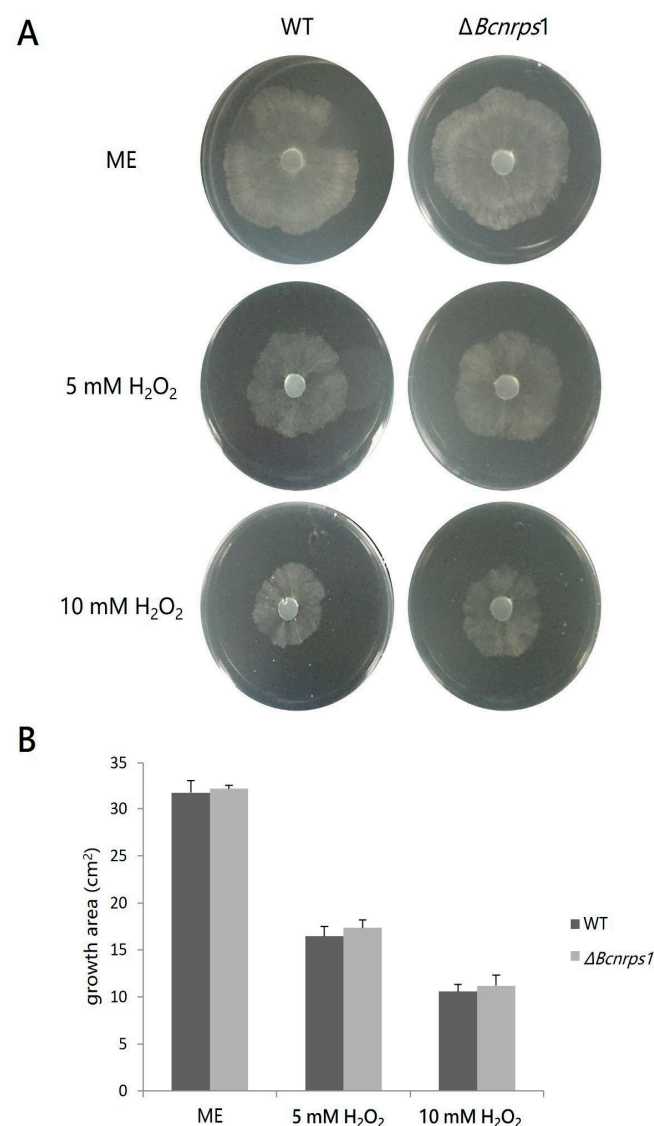 A
WT
ΔBcnrps1
ME
5 mM H₂O₂
10 mM H₂O₂
B
growth area (cm²)
35
30
25
20
15
10
5
0
ME
5 mM H₂O₂
10 mM H₂O₂
WT
ΔBcnrps1